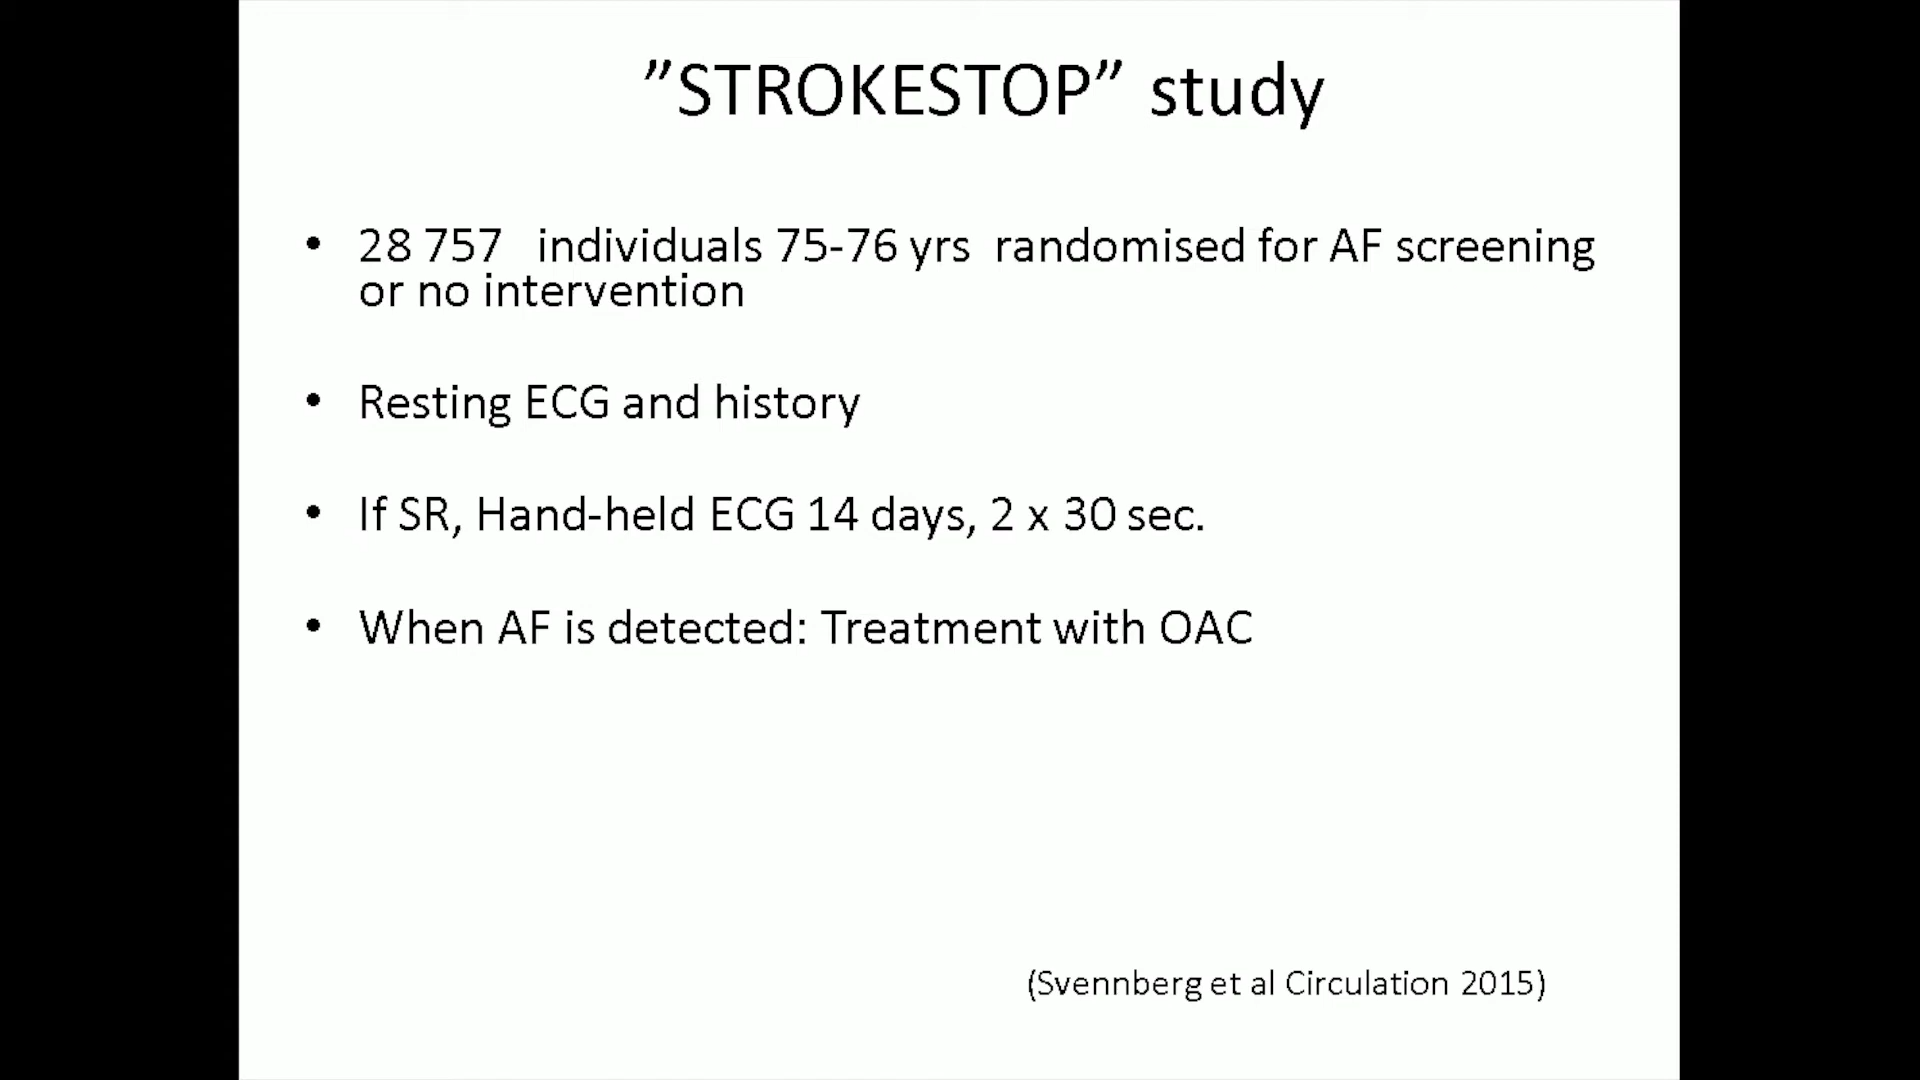 ”STROKESTOP” study
• 28 757 individuals 75-76 yrs randomised for AF screening
or no intervention
• Resting ECG and history
• If SR, Hand-held ECG 14 days, 2 x 30 sec.
• When AF is detected: Treatment with OAC
(Svennberg et al Circulation 2015)